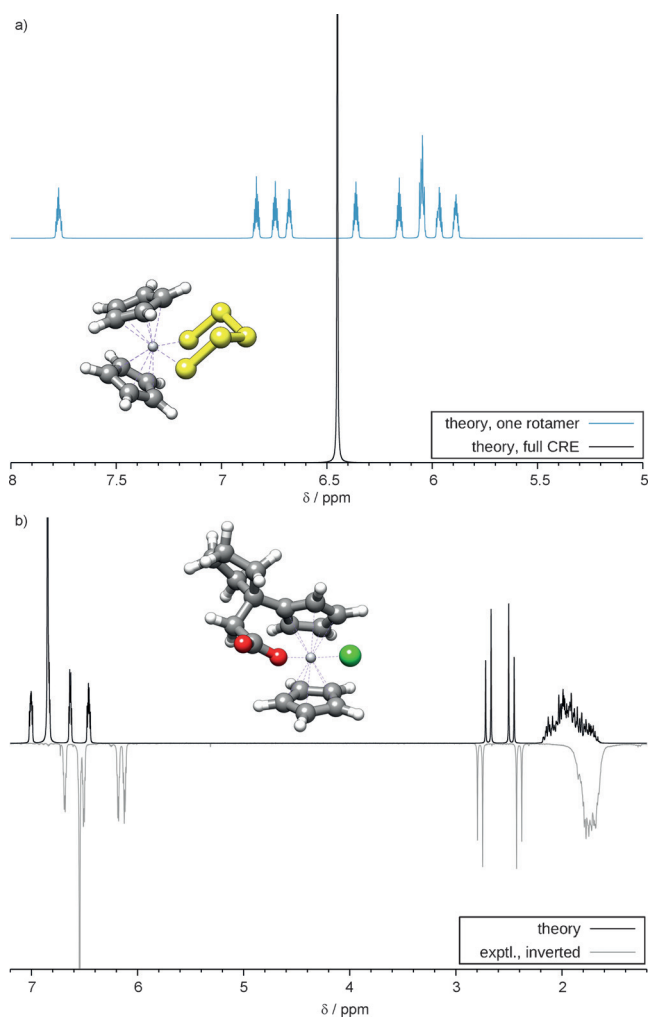 a)
theory, one rotamer
theory, full CRE
8 7.5 7 6.5 6 5.5 5
δ / ppm
b)
theory
exptl., inverted
7 6 5 4 3 2
δ / ppm